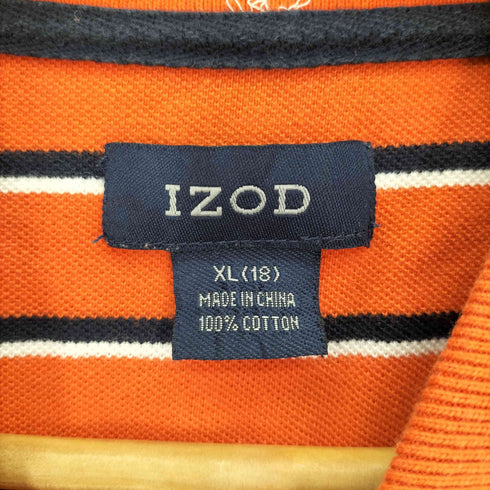 IZOD
XL(18)
MADE IN CHINA
100% COTTON